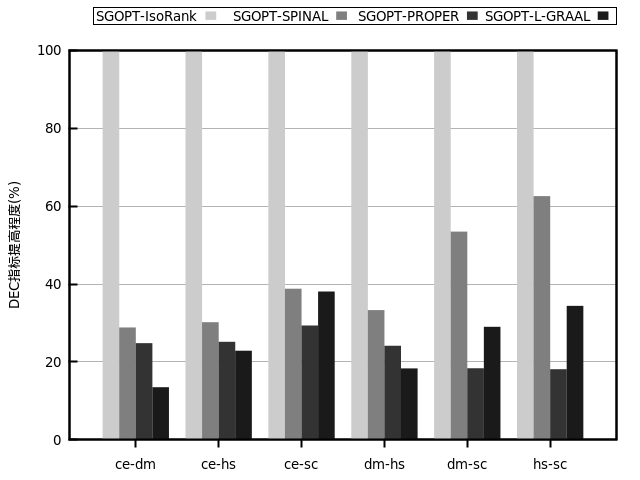 SGOPT-IsoRank SGOPT-SPINAL SGOPT-PROPER SGOPT-L-GRAAL
100
80
60
40
20
0
DEC指标提高程度(%)
ce-dm ce-hs ce-sc dm-hs dm-sc hs-sc